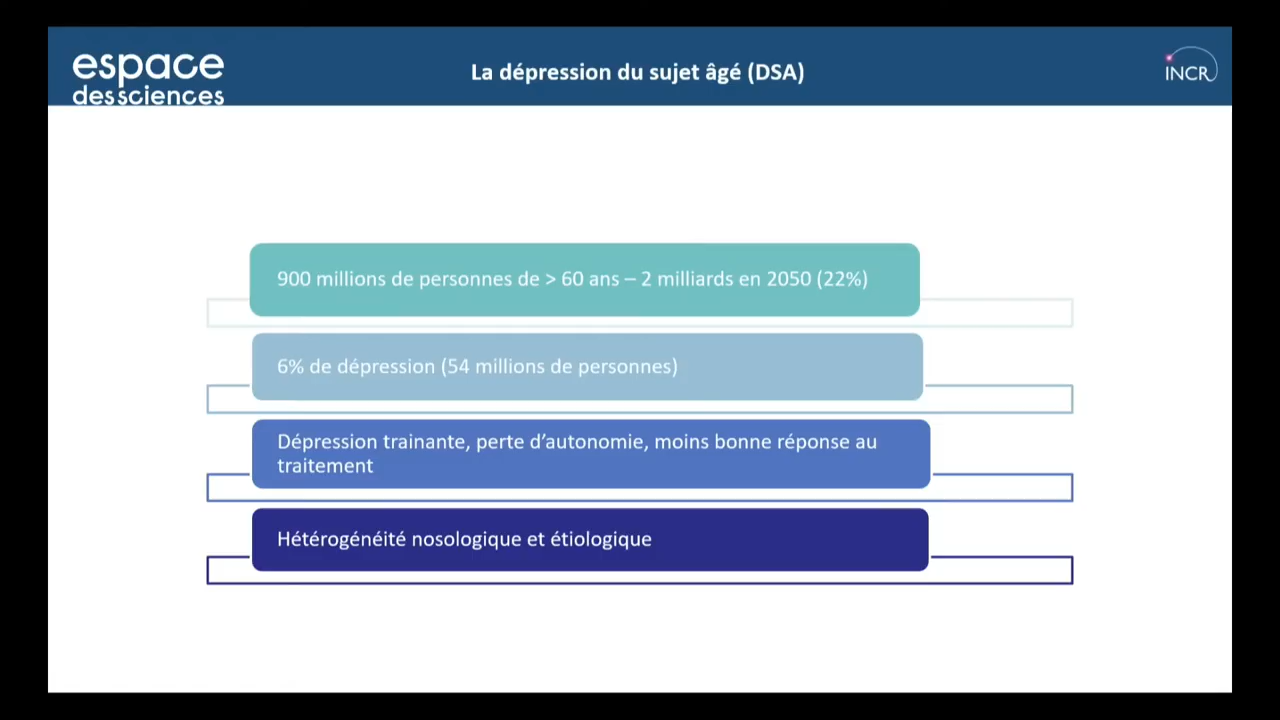 espace
des sciences
La dépression du sujet âgé (DSA)
INCR
900 millions de personnes de > 60 ans – 2 milliards en 2050 (22%)
6% de dépression (54 millions de personnes)
Dépression trainante, perte d’autonomie, moins bonne réponse au
traitement
Hétérogénéité nosologique et étiologique